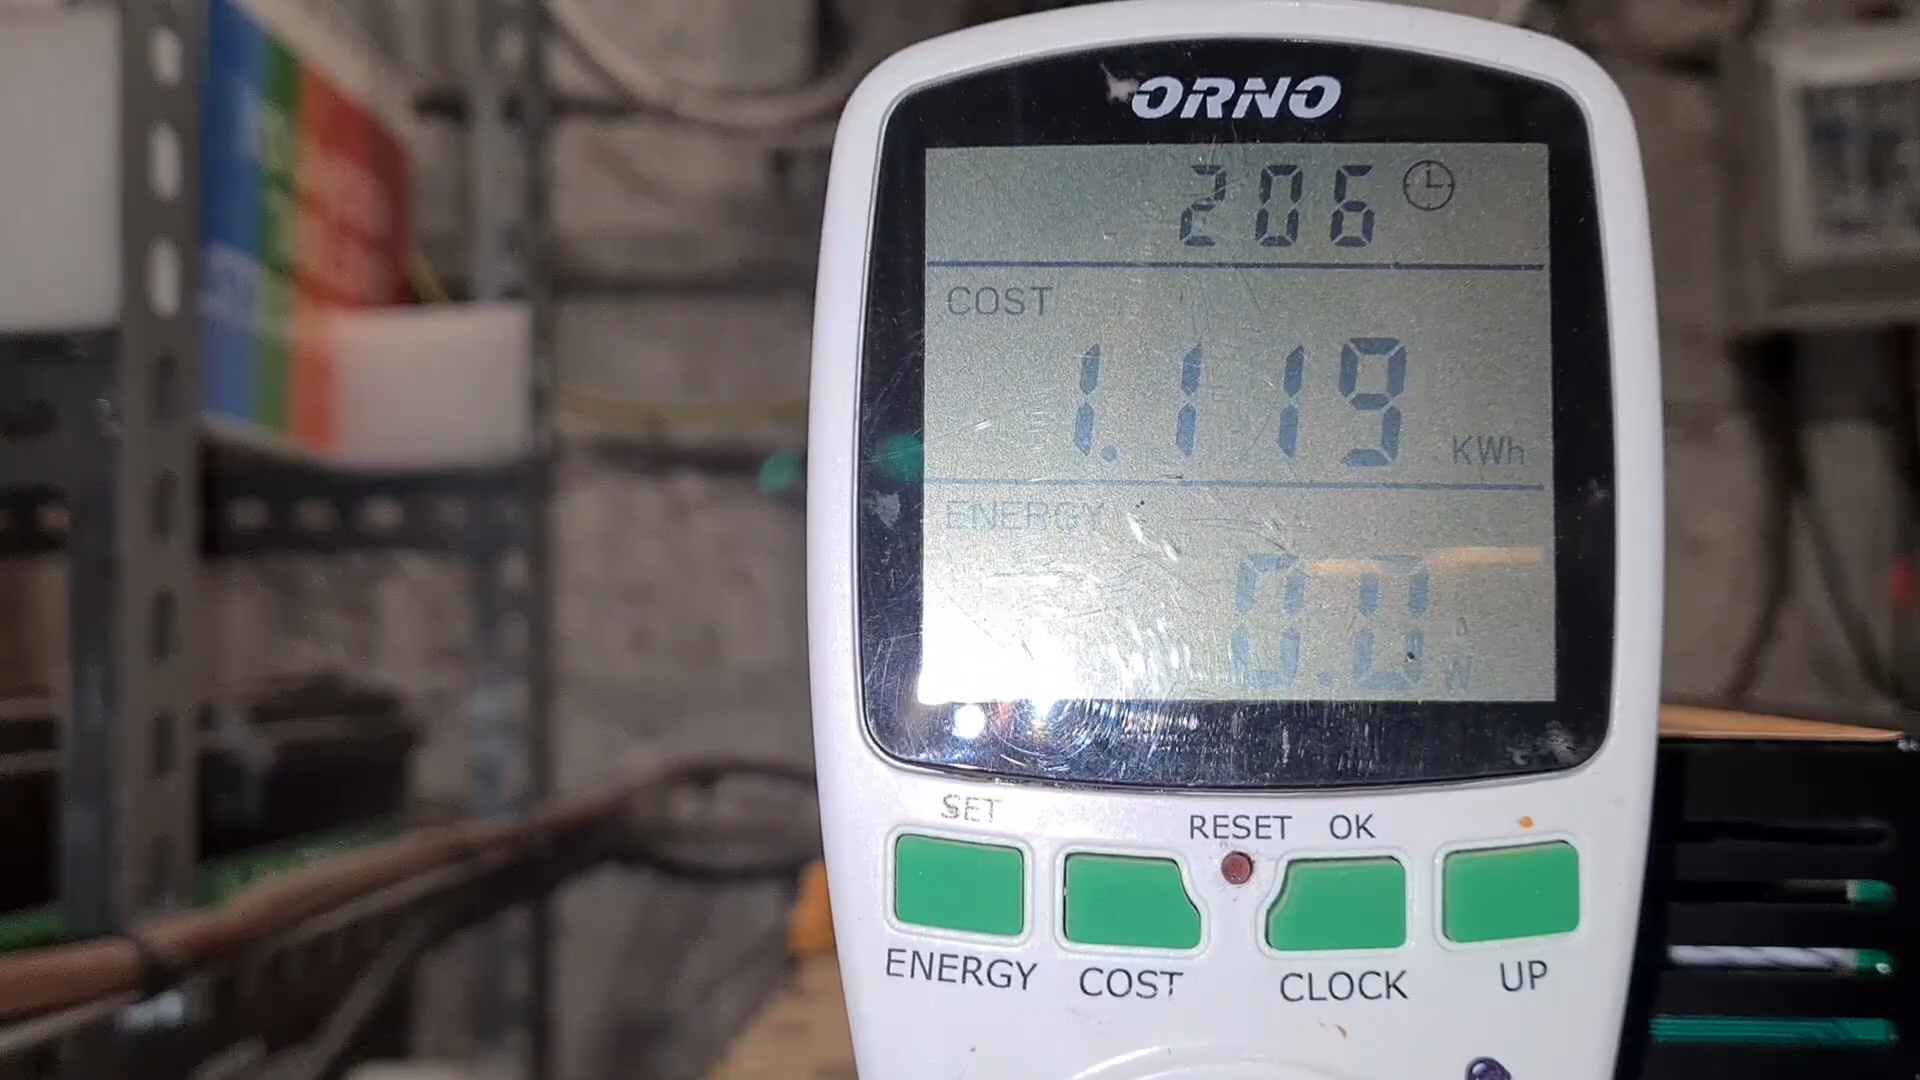 ORNO
206
COST
1.119 KWh
ENERGY
0.0 W
SET
RESET OK
ENERGY COST CLOCK UP